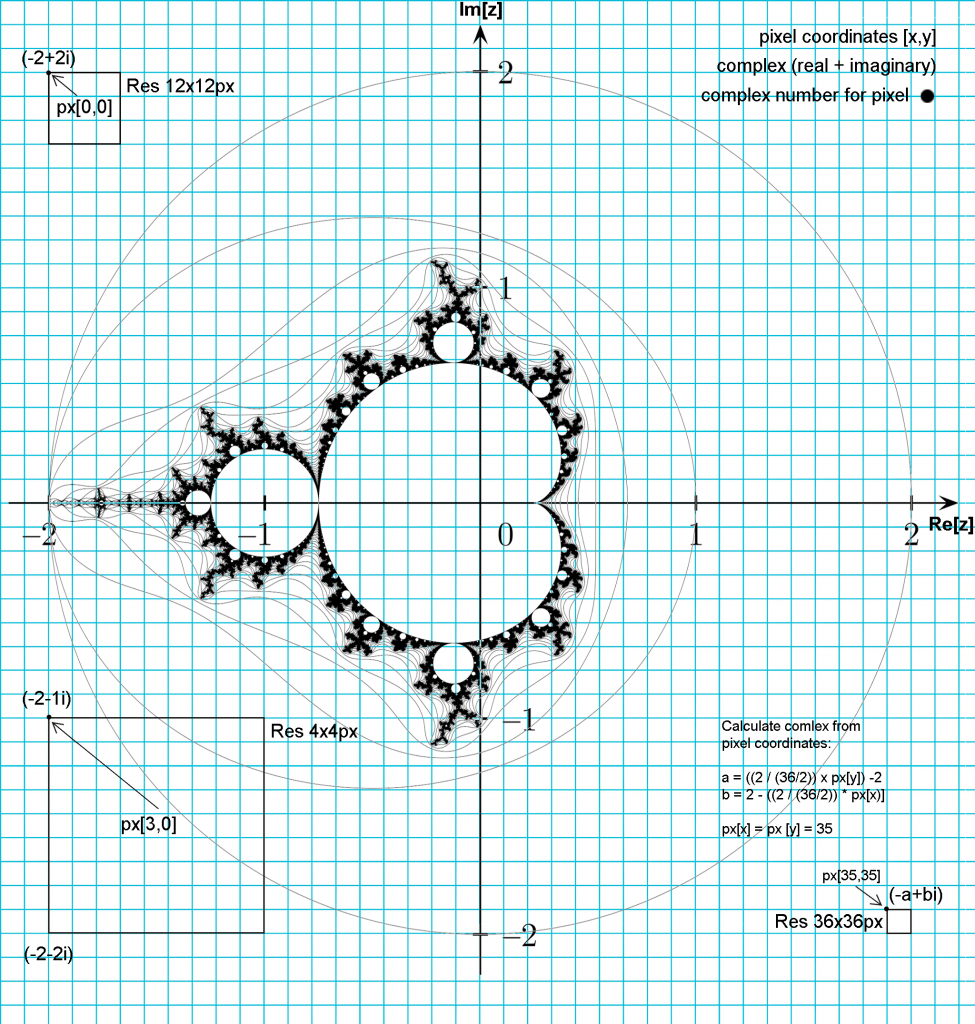 Im[z]
pixel coordinates [x,y]
complex (real + imaginary)
complex number for pixel
(-2+2i)
px[0,0]
Res 12x12px
2
1
−2
−1
0
1
2
Re[z]
(-2-1i)
Res 4x4px
px[3,0]
(-2-2i)
−1
Calculate comlex from
pixel coordinates:
a = ((2 / (36/2)) x px[y]) -2
b = 2 - ((2 / (36/2)) * px[x)]
px[x] = px [y] = 35
px[35,35]
(-a+bi)
Res 36x36px
−2